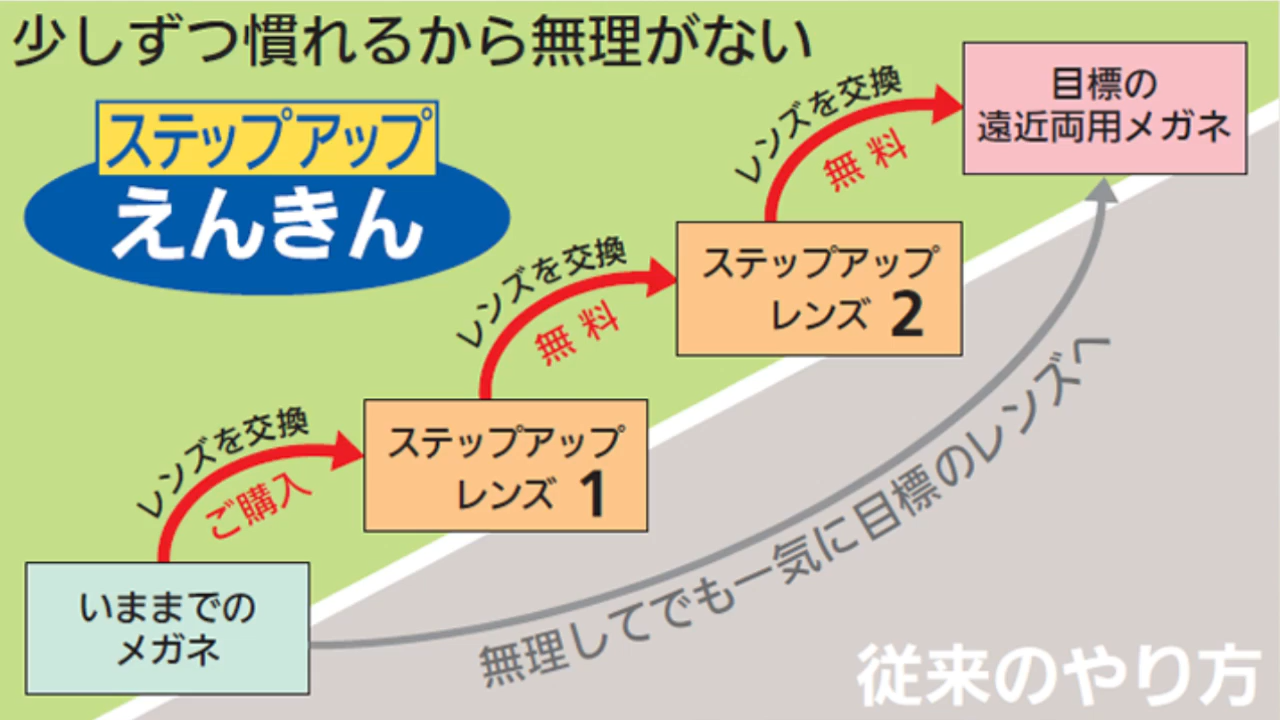 少しずつ慣れるから無理がない
ステップアップ
えんきん
目標の
遠近両用メガネ
レンズを交換
無料
ステップアップ
レンズ 2
レンズを交換
無料
ステップアップ
レンズ 1
レンズを交換
ご購入
いままでの
メガネ
無理してでも一気に目標のレンズへ
従来のやり方